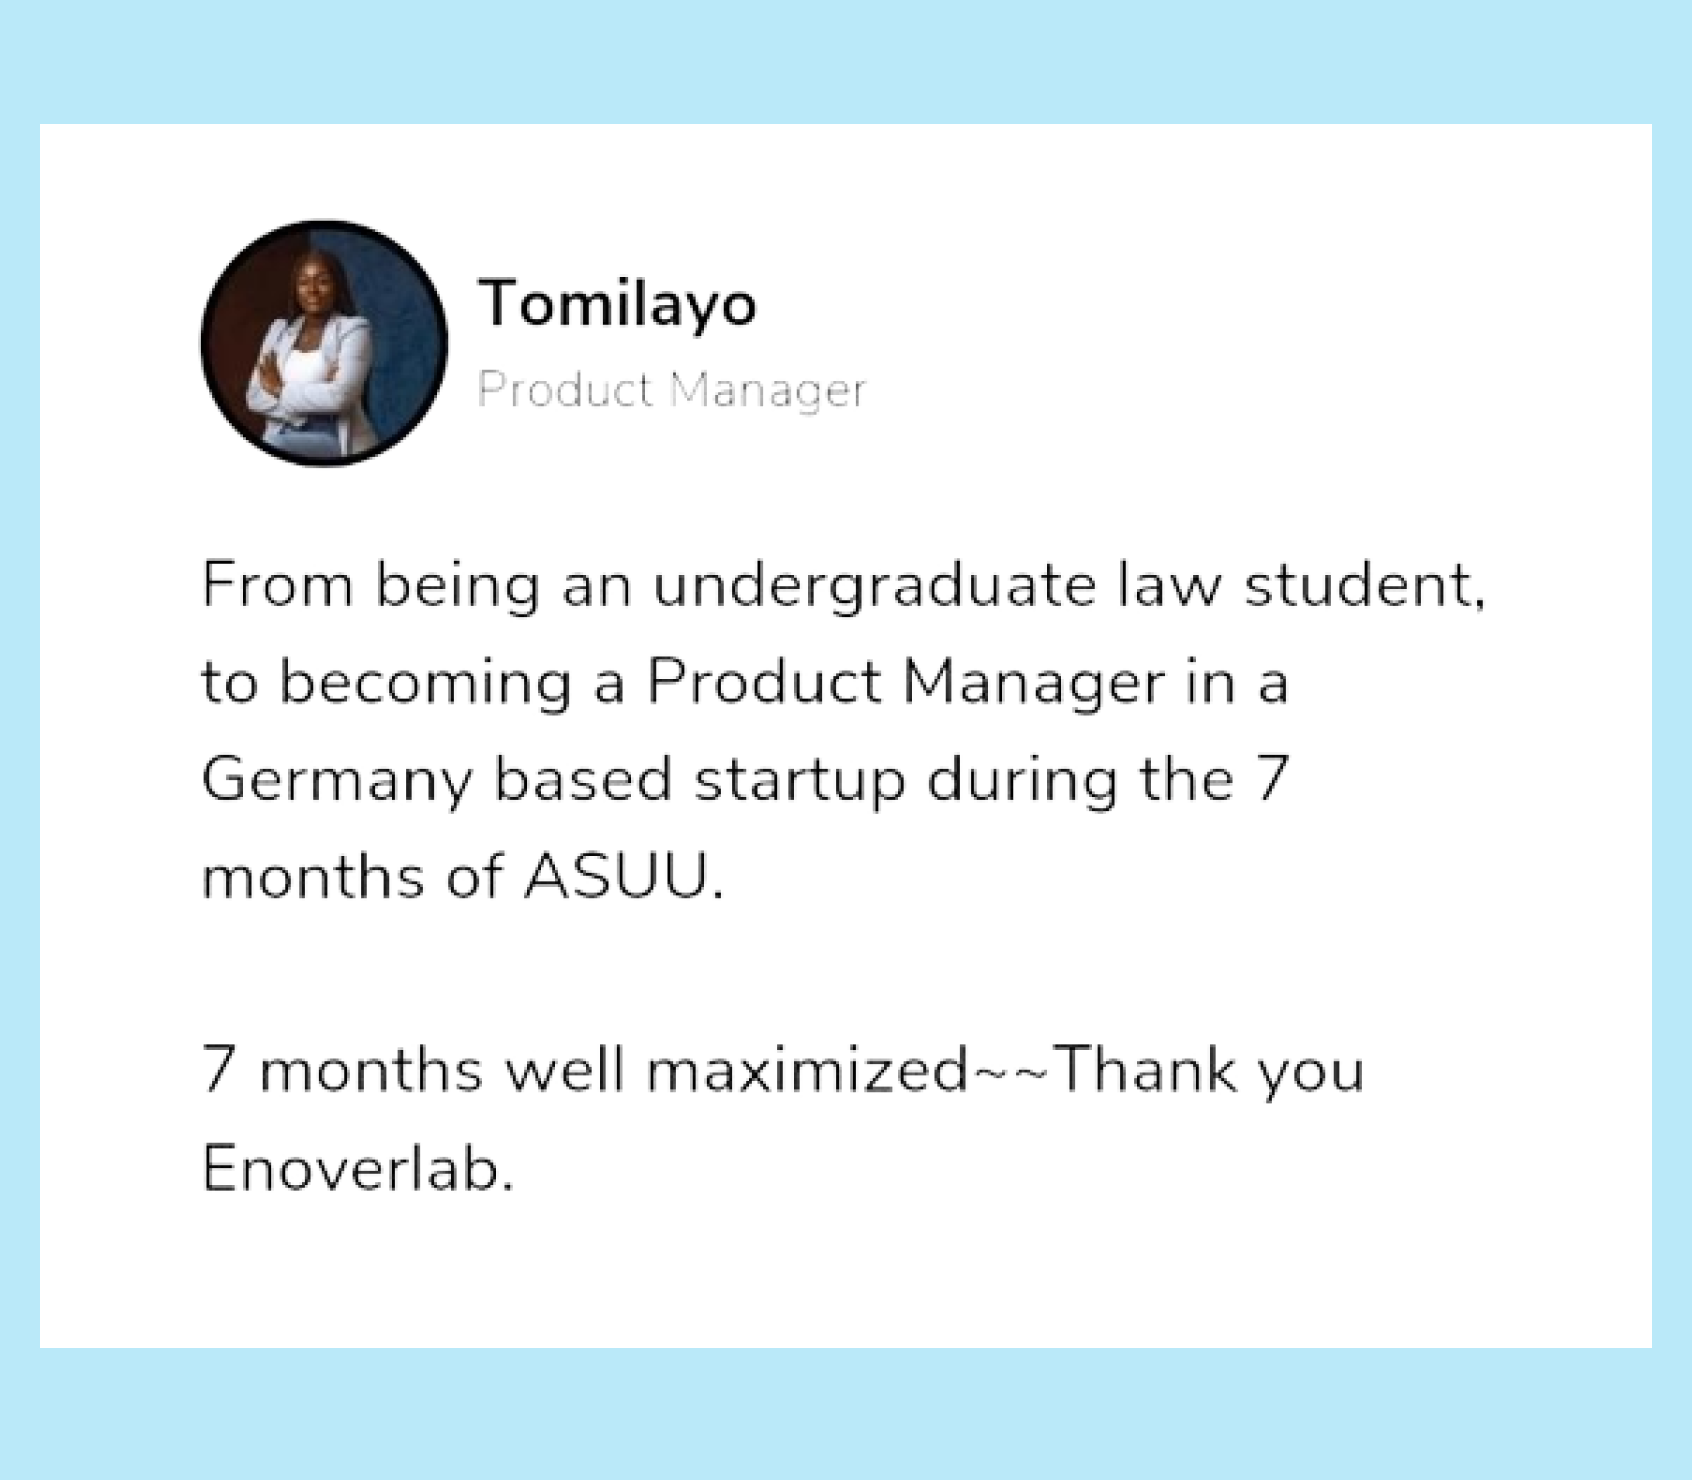 Tomilayo
Product Manager
From being an undergraduate law student,
to becoming a Product Manager in a
Germany based startup during the 7
months of ASUU.
7 months well maximized~~Thank you
Enoverlab.